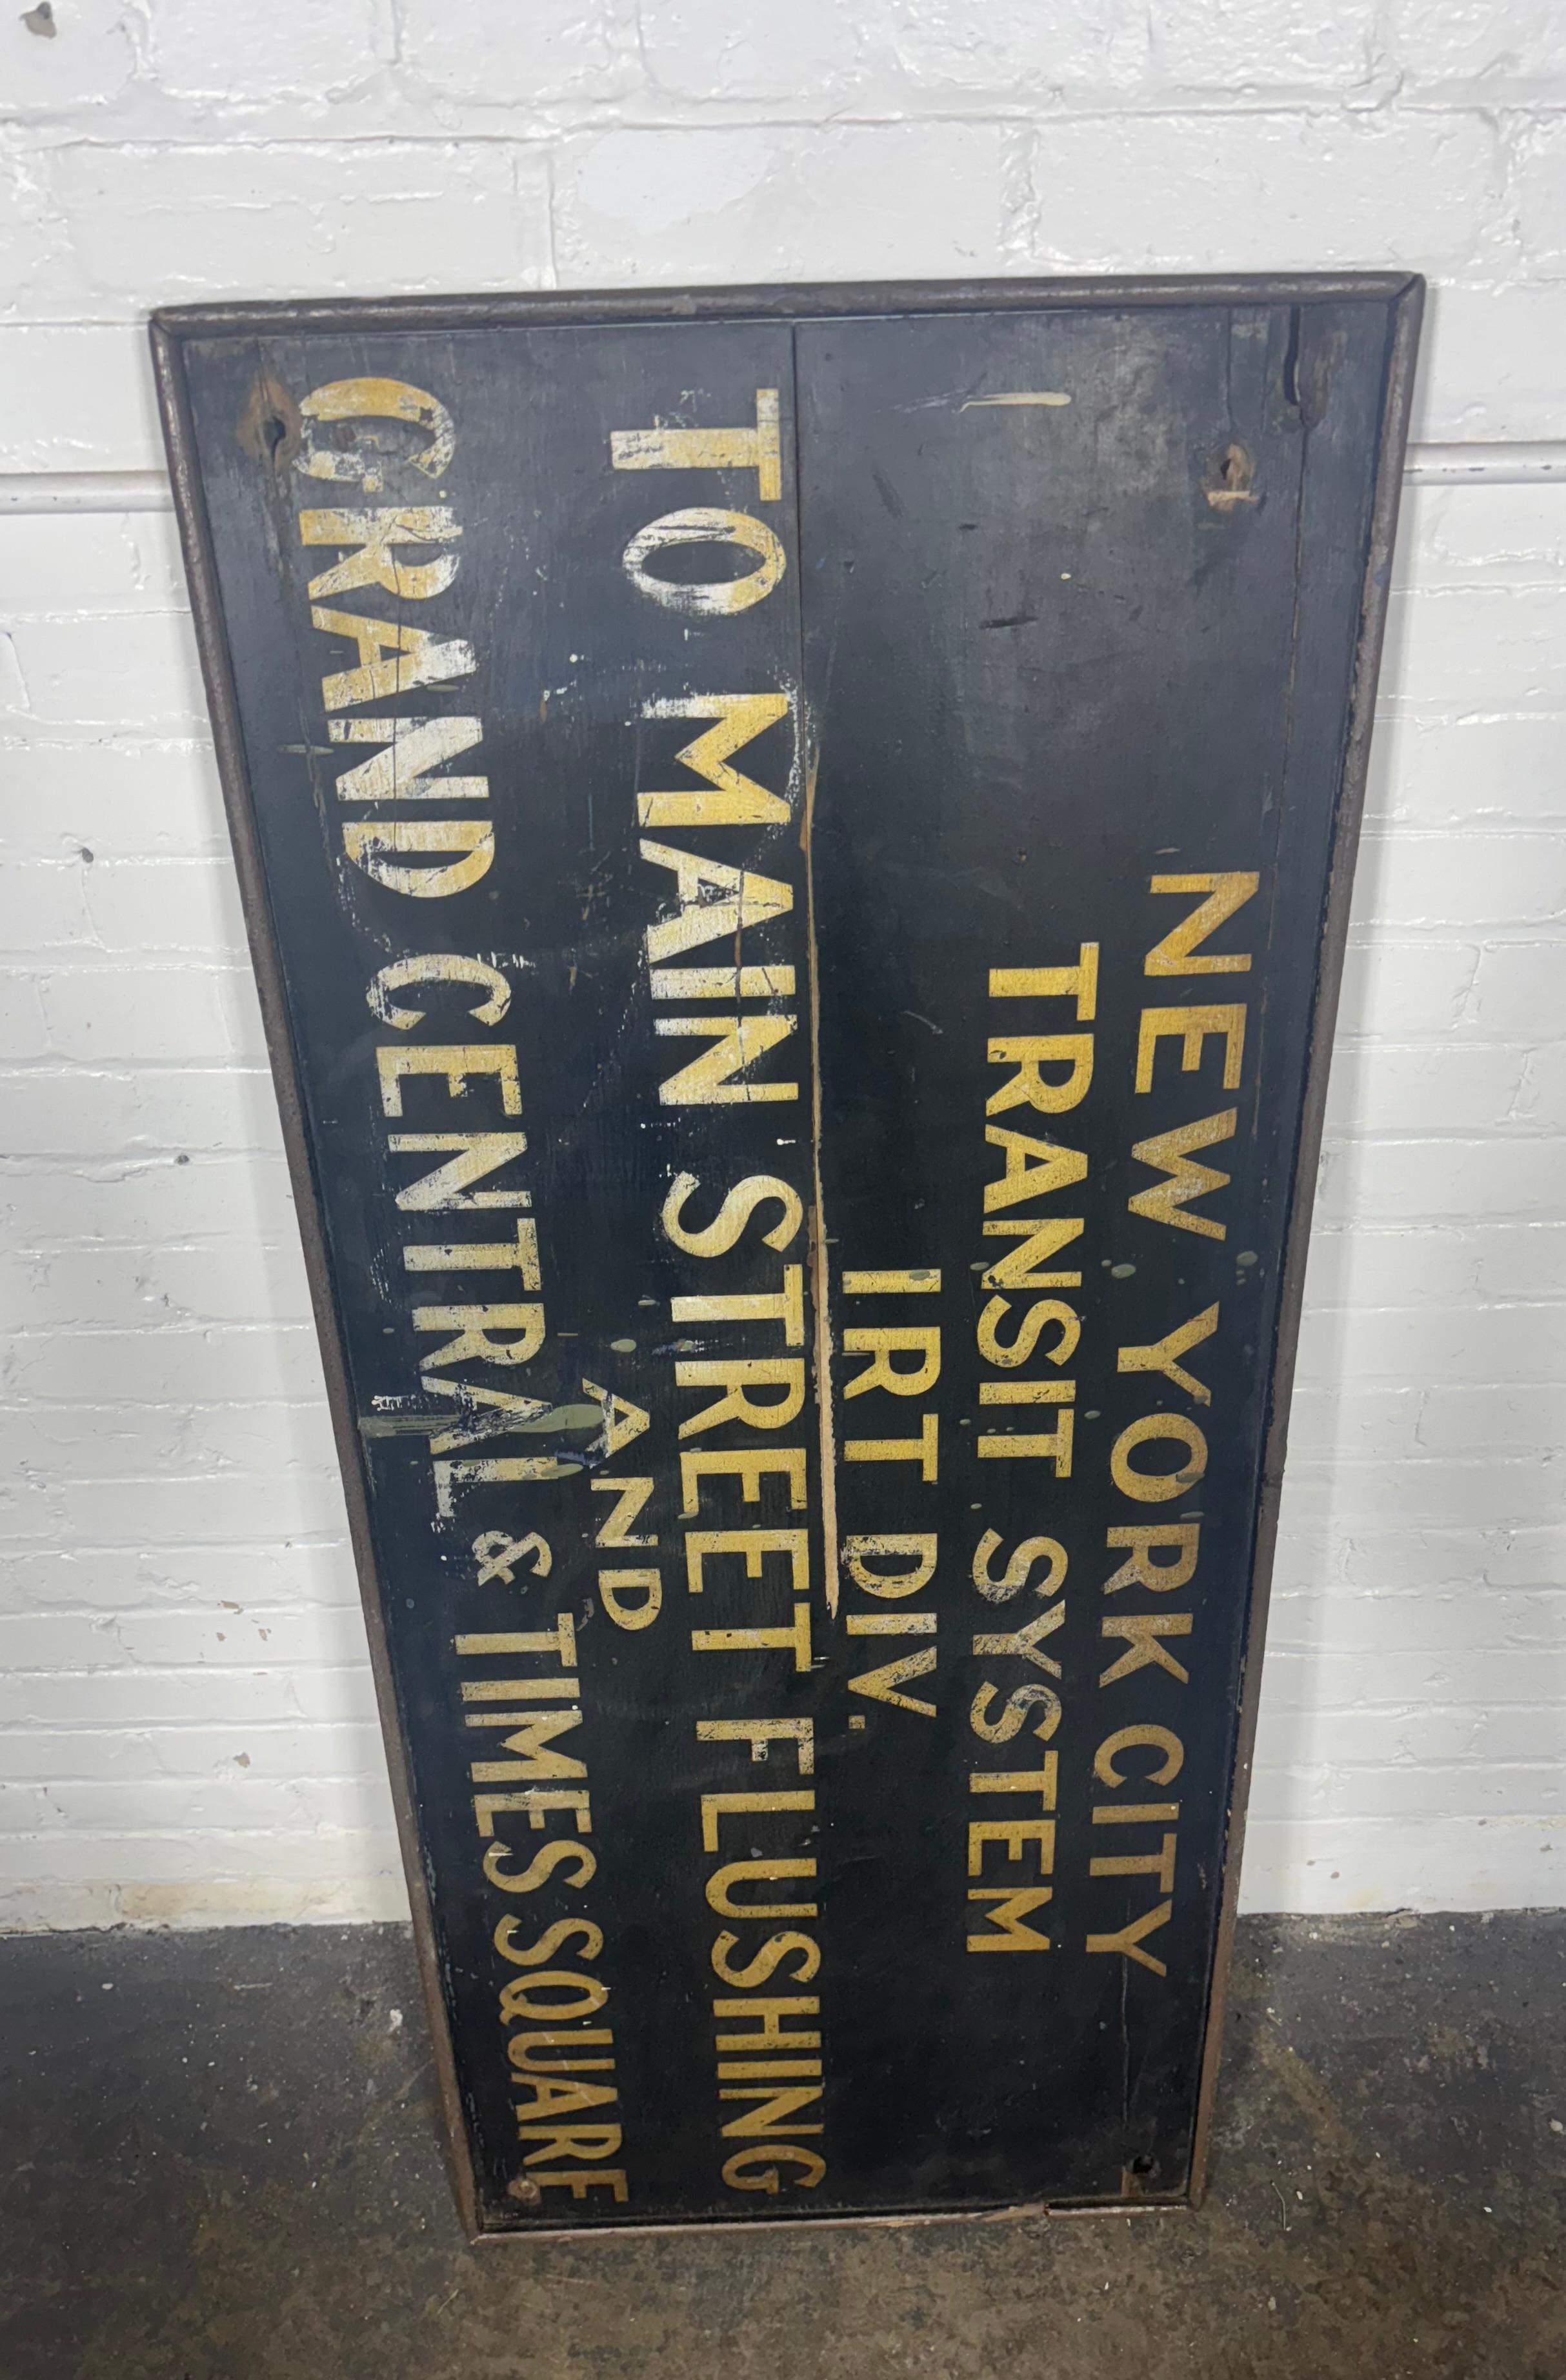 NEW YORK CITY
TRANSIT SYSTEM
IRT DIV.
TO MAIN STREET FLUSHING
AND
GRAND CENTRAL & TIMES SQUARE